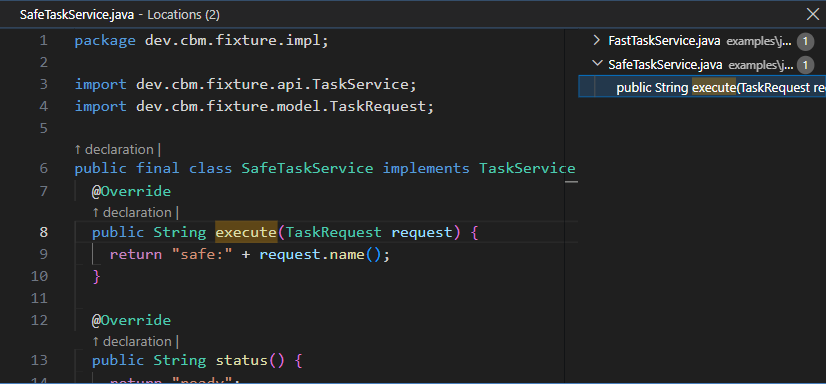 SafeTaskService.java - Locations (2)
1 package dev.cbm.fixture.impl;
2
3 import dev.cbm.fixture.api.TaskService;
4 import dev.cbm.fixture.model.TaskRequest;
5
↑ declaration |
6 public final class SafeTaskService implements TaskService
7 @Override
↑ declaration |
8 public String execute(TaskRequest request) {
9 return "safe:" + request.name();
10 }
11
12 @Override
↑ declaration |
13 public String status() {
return "ready";
FastTaskService.java examples\j... 1
SafeTaskService.java examples\j... 1
public String execute(TaskRequest re